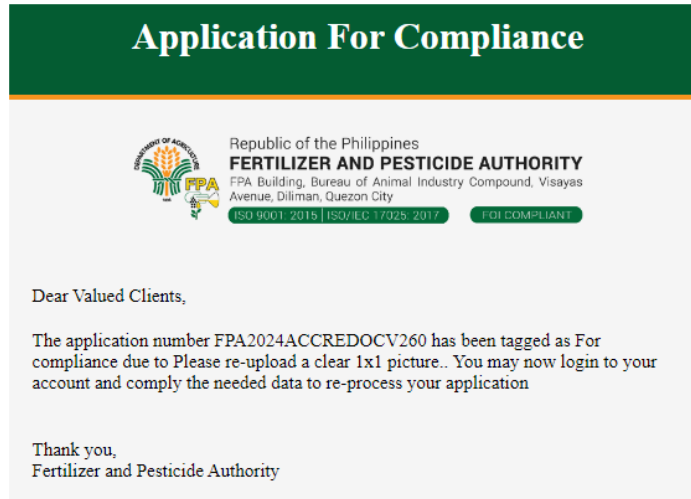 Application For Compliance
DEPARTMENT OF AGRICULTURE
FPA
Republic of the Philippines
FERTILIZER AND PESTICIDE AUTHORITY
FPA Building, Bureau of Animal Industry Compound, Visayas
Avenue, Diliman, Quezon City
ISO 9001: 2015 | ISO/IEC 17025: 2017 FOI COMPLIANT
Dear Valued Clients,
The application number FPA2024ACCREDOCV260 has been tagged as For
compliance due to Please re-upload a clear 1x1 picture.. You may now login to your
account and comply the needed data to re-process your application
Thank you,
Fertilizer and Pesticide Authority